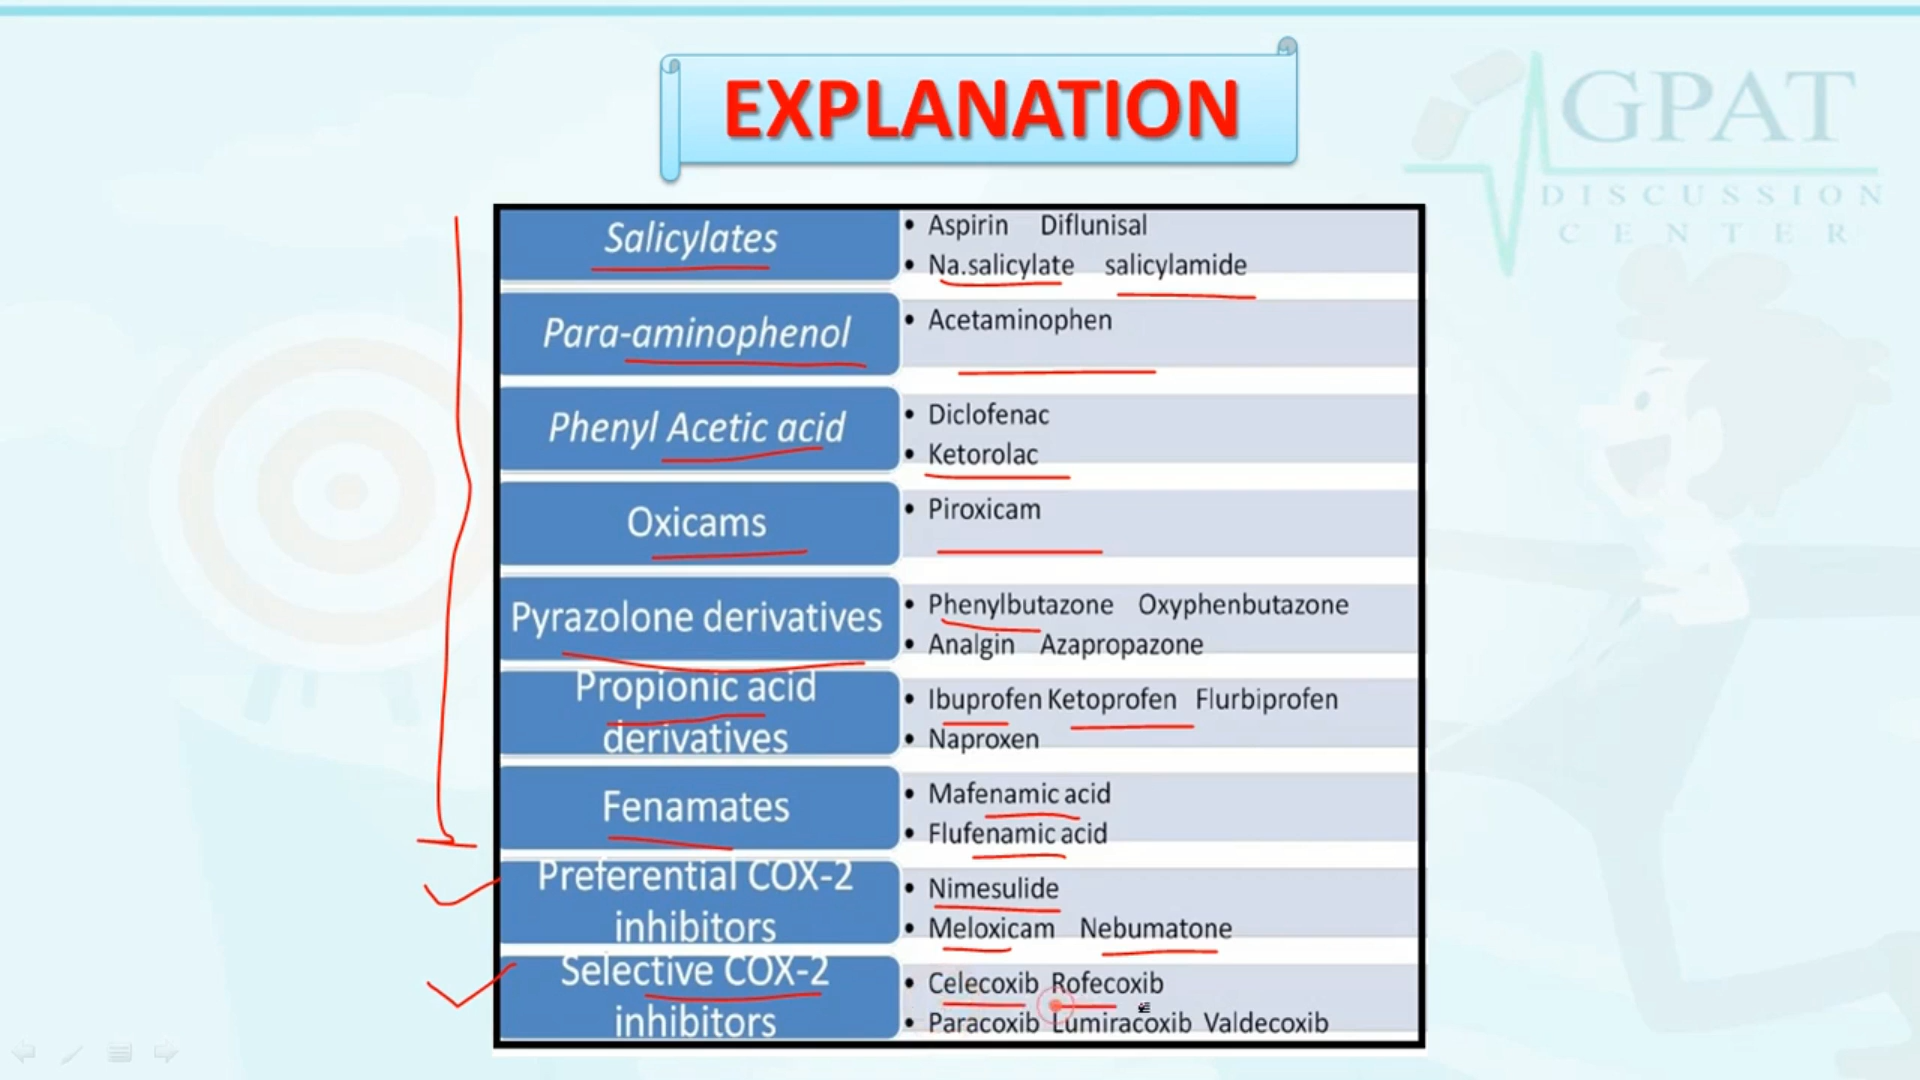 EXPLANATION
GPAT
DISCUSSION
CENTER
Salicylates
• Aspirin Diflunisal
• Na.salicylate salicylamide
Para-aminophenol
• Acetaminophen
Phenyl Acetic acid
• Diclofenac
• Ketorolac
Oxicams
• Piroxicam
Pyrazolone derivatives
• Phenylbutazone Oxyphenbutazone
• Analgin Azapropazone
Propionic acid
derivatives
• Ibuprofen Ketoprofen Flurbiprofen
• Naproxen
Fenamates
• Mafenamic acid
• Flufenamic acid
Preferential COX-2
inhibitors
• Nimesulide
• Meloxicam Nebumatone
Selective COX-2
inhibitors
• Celecoxib Rofecoxib
• Paracoxib Lumiracoxib Valdecoxib